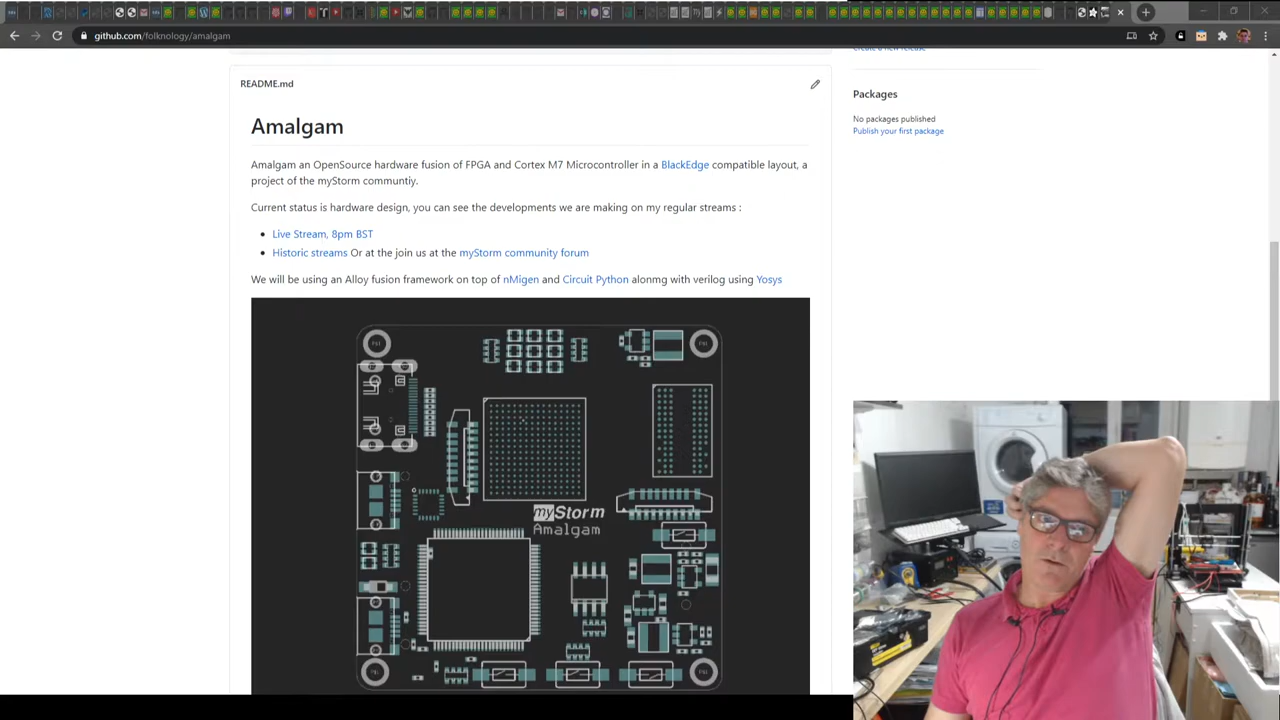 github.com/folknology/amalgam
Create a new release
README.md
Packages
No packages published
Publish your first package
Amalgam
Amalgam an OpenSource hardware fusion of FPGA and Cortex M7 Microcontroller in a BlackEdge compatible layout, a
project of the myStorm communtiy.
Current status is hardware design, you can see the developments we are making on my regular streams :
Live Stream, 8pm BST
Historic streams Or at the join us at the myStorm community forum
We will be using an Alloy fusion framework on top of nMigen and Circuit Python alonmg with verilog using Yosys
myStorm
Amalgam